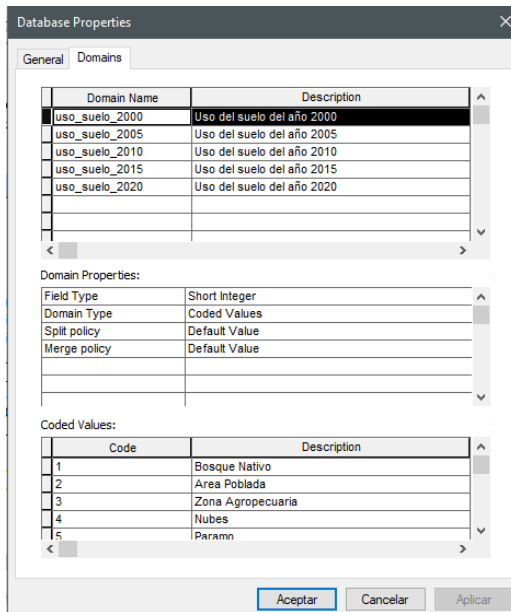 Database Properties
General Domains
Domain Name Description
uso_suelo_2000 Uso del suelo del año 2000
uso_suelo_2005 Uso del suelo del año 2005
uso_suelo_2010 Uso del suelo del año 2010
uso_suelo_2015 Uso del suelo del año 2015
uso_suelo_2020 Uso del suelo del año 2020
Domain Properties:
Field Type Short Integer
Domain Type Coded Values
Split policy Default Value
Merge policy Default Value
Coded Values:
Code Description
1 Bosque Nativo
2 Area Poblada
3 Zona Agropecuaria
4 Nubes
5 Paramo
Aceptar Cancelar Aplicar